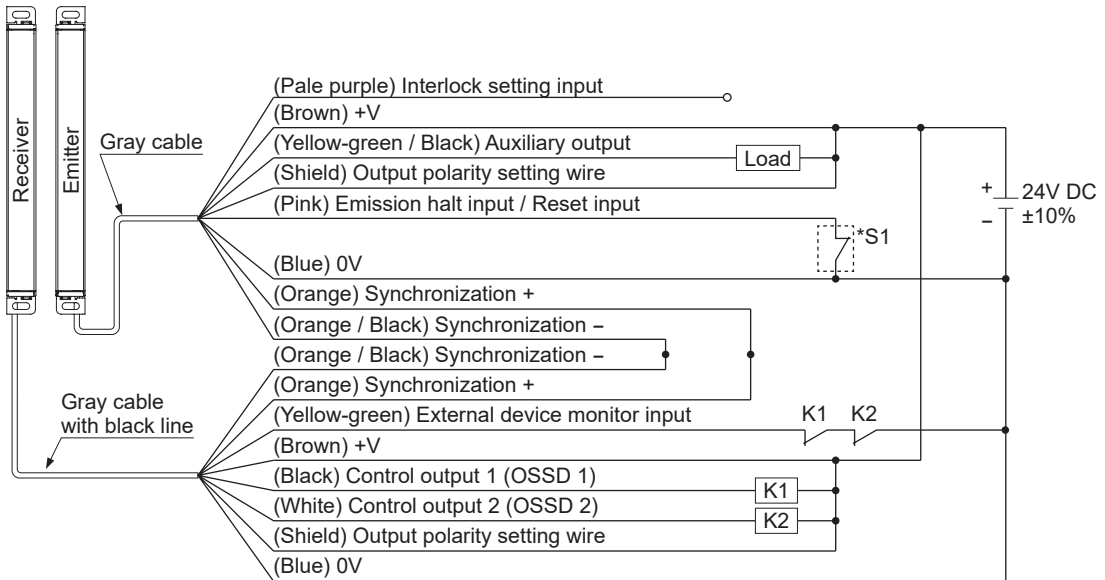 Receiver
Emitter
Gray cable
(Pale purple) Interlock setting input
(Brown) +V
(Yellow-green / Black) Auxiliary output
Load
(Shield) Output polarity setting wire
(Pink) Emission halt input / Reset input
*S1
+
−
24V DC
±10%
(Blue) 0V
(Orange) Synchronization +
(Orange / Black) Synchronization −
(Orange / Black) Synchronization −
(Orange) Synchronization +
Gray cable
with black line
(Yellow-green) External device monitor input
K1 K2
(Brown) +V
(Black) Control output 1 (OSSD 1)
K1
(White) Control output 2 (OSSD 2)
K2
(Shield) Output polarity setting wire
(Blue) 0V